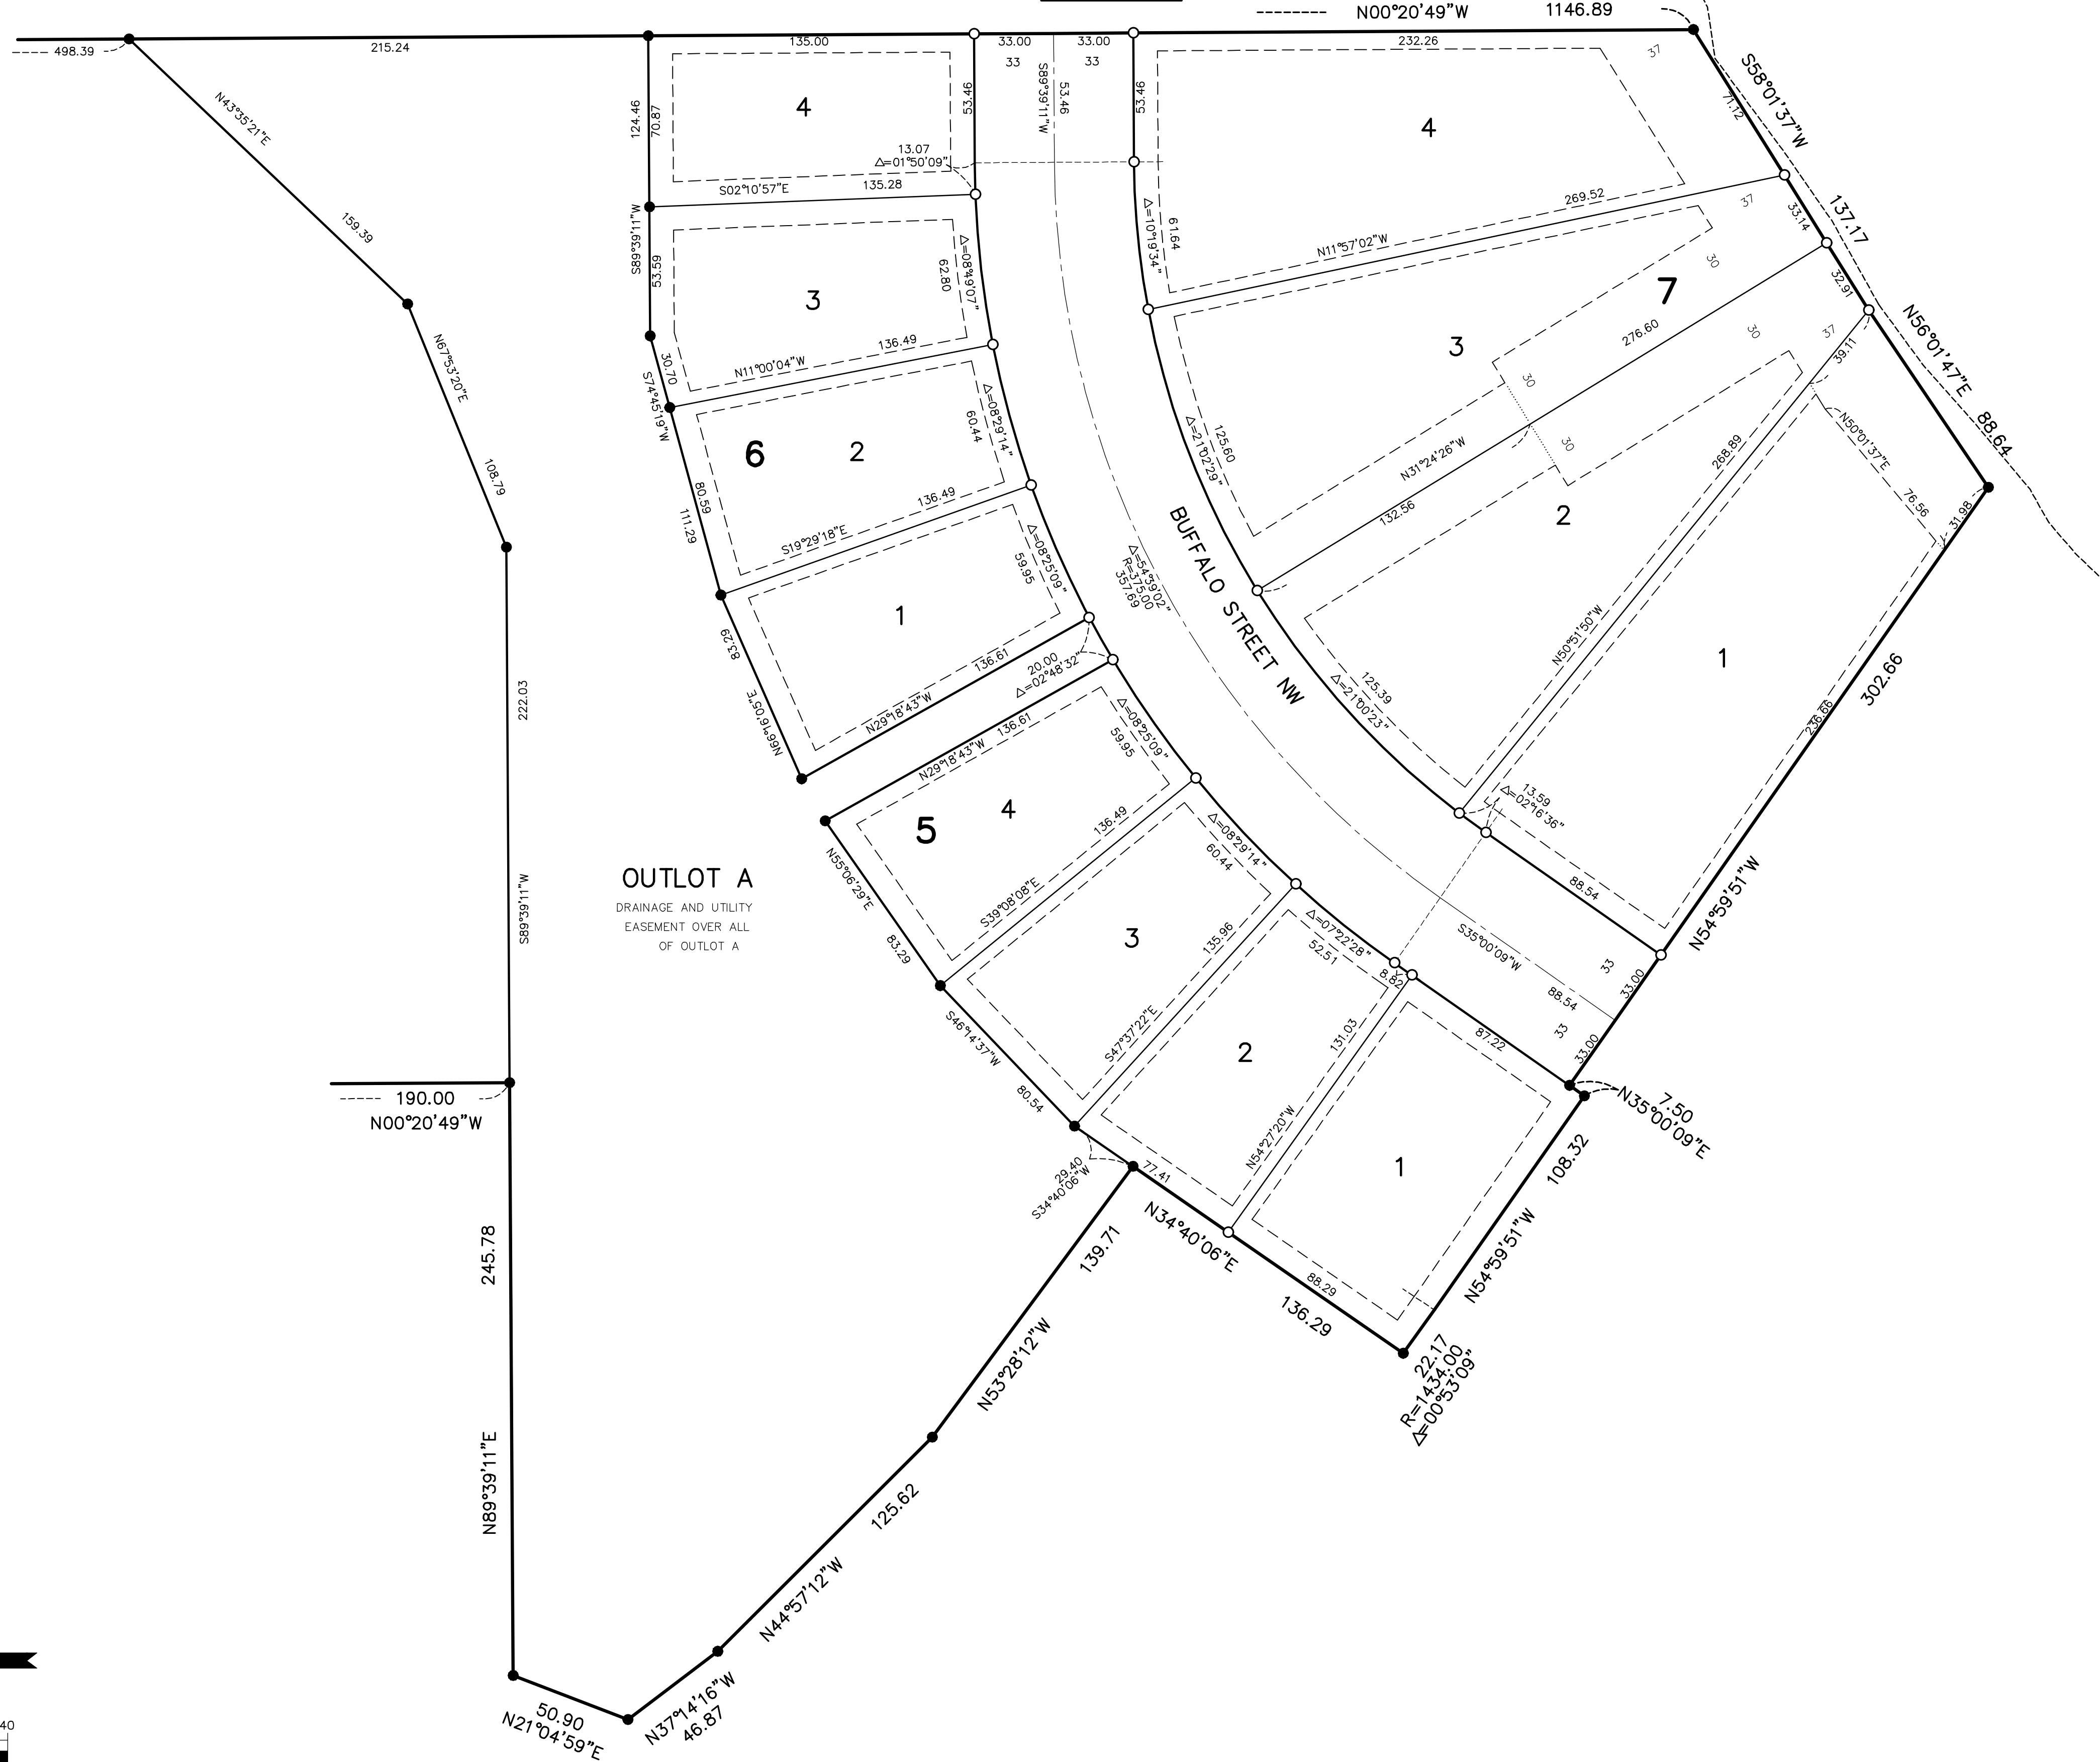 N00°20'49"W 1146.89
498.39
215.24
135.00
33.00
33.00
232.26
33
33
37
S58°01'37"W
71.12
137.17
N43°35'21"E
159.39
124.46
70.87
4
53.46
S89°39'11"W
53.46
53.46
4
13.07
Δ=01°50'09"
S02°10'57"E
135.28
S89°39'11"W
53.59
3
Δ=08°49'07"
62.80
Δ=10°19'34"
61.64
N11°57'02"W
269.52
37
33.14
30
7
32.91
N56°01'47"E
88.64
N67°53'20"E
108.79
30.70
S74°45'19"W
N11°00'04"W
136.49
3
276.60
30
37
39.11
30
30
6
2
Δ=08°29'14"
60.44
Δ=21°02'29"
125.60
N31°24'26"W
132.56
268.89
N50°01'37"E
76.56
31.98
80.59
111.29
S19°29'18"E
136.49
2
Δ=08°25'09"
59.95
1
Δ=54°39'02"
R=375.00
357.69
BUFFALO STREET NW
83.29
N66°16'05"E
N29°18'43"W
136.61
20.00
Δ=02°48'32"
N50°51'50"W
1
302.66
236.66
222.03
N29°18'43"W
136.61
Δ=08°25'09"
59.95
125.39
Δ=21°00'23"
13.59
Δ=02°16'36"
5
4
136.49
N55°06'29"E
83.29
S39°08'08"E
Δ=08°29'14"
60.44
88.54
N54°59'51"W
OUTLOT A
DRAINAGE AND UTILITY
EASEMENT OVER ALL
OF OUTLOT A
S89°39'11"W
3
135.96
S47°37'22"E
Δ=07°22'28"
52.51
8.82
S35°00'09"W
88.54
33
33
33.00
33.00
S46°14'37"W
80.54
2
131.03
N54°27'20"W
87.22
7.50
N35°00'09"E
190.00
N00°20'49"W
29.40
S34°40'06"W
77.41
N34°40'06"E
1
108.32
N54°59'51"W
88.29
136.29
22.17
R=1434.00
Δ=00°53'09"
245.78
N89°39'11"E
139.71
N53°28'12"W
125.62
N44°57'12"W
50.90
N21°04'59"E
N37°14'16"W
46.87
40